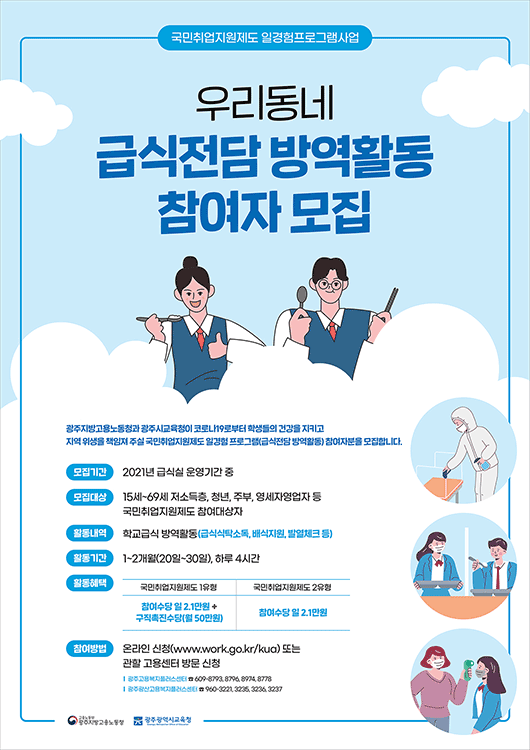 국민취업지원제도 일경험프로그램사업
우리동네
급식전담 방역활동
참여자 모집
광주지방고용노동청과 광주시교육청이 코로나19로부터 학생들의 건강을 지키고
지역 위생을 책임져 주실 국민취업지원제도 일경험 프로그램(급식전담 방역활동) 참여자분을 모집합니다.
모집기간 2021년 급식실 운영기간 중
모집대상 15세~69세 저소득층, 청년, 주부, 영세자영업자 등
국민취업지원제도 참여대상자
활동내역 학교급식 방역활동(급식식탁소독, 배식지원, 발열체크 등)
활동기간 1~2개월(20일~30일), 하루 4시간
활동혜택 국민취업지원제도 1유형 국민취업지원제도 2유형
참여수당 일 2.1만원 + 참여수당 일 2.1만원
구직촉진수당(월 50만원)
참여방법 온라인 신청(www.work.go.kr/kua) 또는
관할 고용센터 방문 신청
광주고용복지플러스센터 ☎ 609-8793, 8796, 8974, 8778
광주광산고용복지플러스센터 ☎ 960-3221, 3235, 3236, 3237
고용노동부
광주지방고용노동청 광주광역시교육청